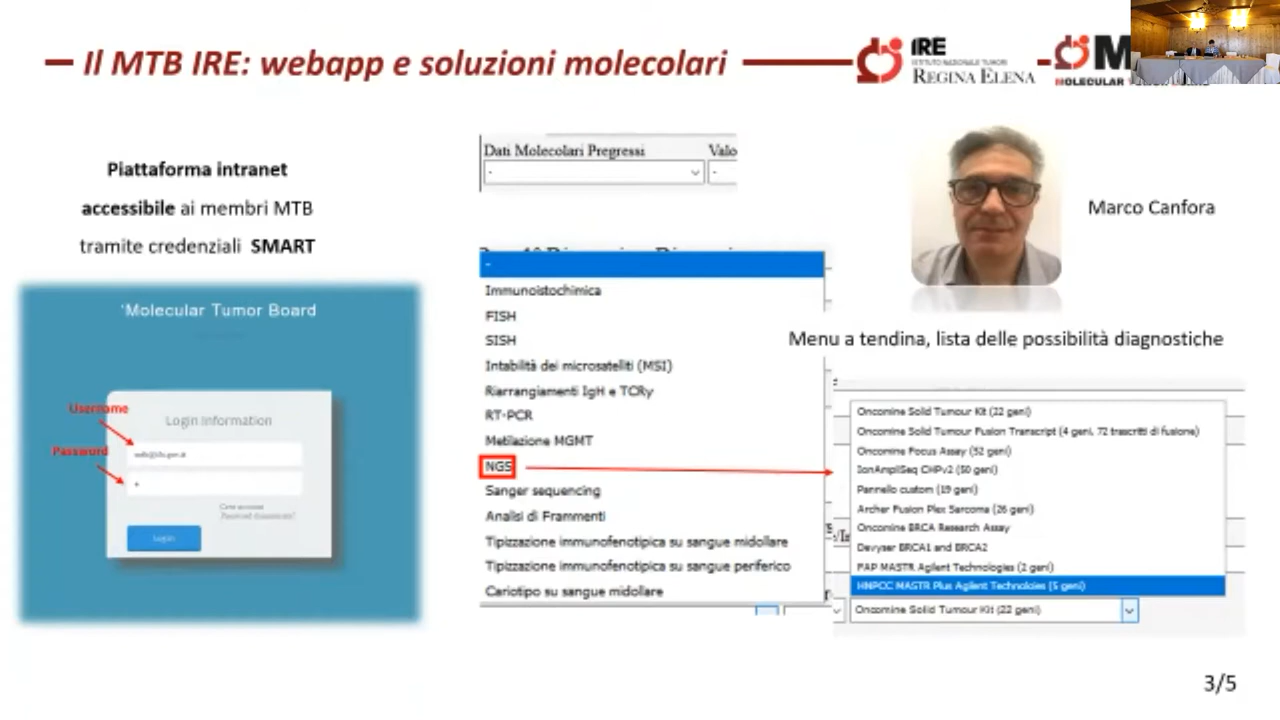 Il MTB IRE: webapp e soluzioni molecolari
IRE
ISTITUTO NAZIONALE TUMORI
REGINA ELENA
M
MOLECULAR
Piattaforma intranet
accessibile ai membri MTB
tramite credenziali SMART
Molecular Tumor Board
Username
Password
Login Information
Login
Dati Molecolari Pregressi
Valo
-
-
-
Immunoistochimica
FISH
SISH
Intabilità dei microsatelliti (MSI)
Riarrangiamenti IgH e TCRy
RT-PCR
Metilazione MGMT
NGS
Sanger sequencing
Analisi di Frammenti
Tipizzazione immunofenotipica su sangue midollare
Tipizzazione immunofenotipica su sangue periferico
Cariotipo su sangue midollare
Marco Canfora
Menu a tendina, lista delle possibilità diagnostiche
Oncomine Solid Tumour Kit (22 geni)
Oncomine Solid Tumour Fusion Transcript (4 geni, 72 trascritti di fusione)
Oncomine Focus Assay (52 geni)
IonAmpliSeq CHPv2 (50 geni)
Pannello custom (19 geni)
Archer Fusion Plex Sarcoma (26 geni)
Oncomine BRCA Research Assay
Devyser BRCA1 and BRCA2
FAP MASTR Agilent Technologies (2 geni)
HNPCC MASTR Plus Agilent Technoloies (5 geni)
Oncomine Solid Tumour Kit (22 geni)
3/5